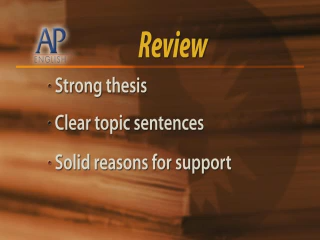 AP
ENGLISH
Review
Strong thesis
Clear topic sentences
Solid reasons for support